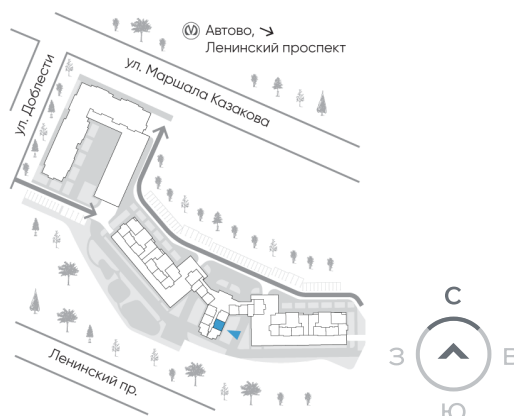 Автово, ↘
Ленинский проспект
ул. Маршала Казакова
ул. Доблести
Ленинский пр.
С
З
В
Ю